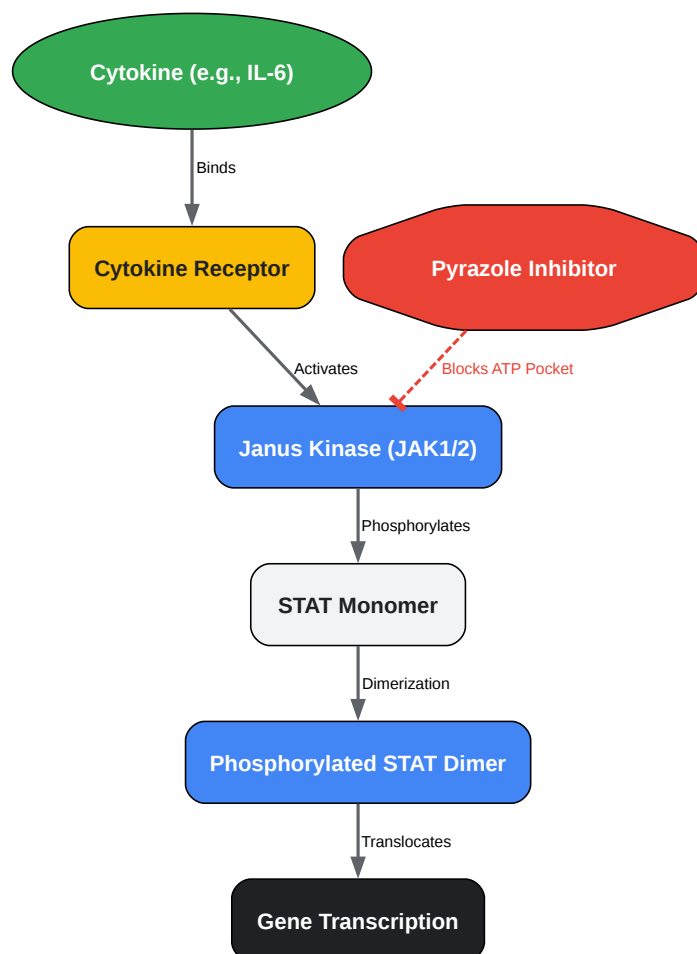 Cytokine (e.g., IL-6)
Binds
Cytokine Receptor
Pyrazole Inhibitor
Activates
Blocks ATP Pocket
Janus Kinase (JAK1/2)
Phosphorylates
STAT Monomer
Dimerization
Phosphorylated STAT Dimer
Translocates
Gene Transcription